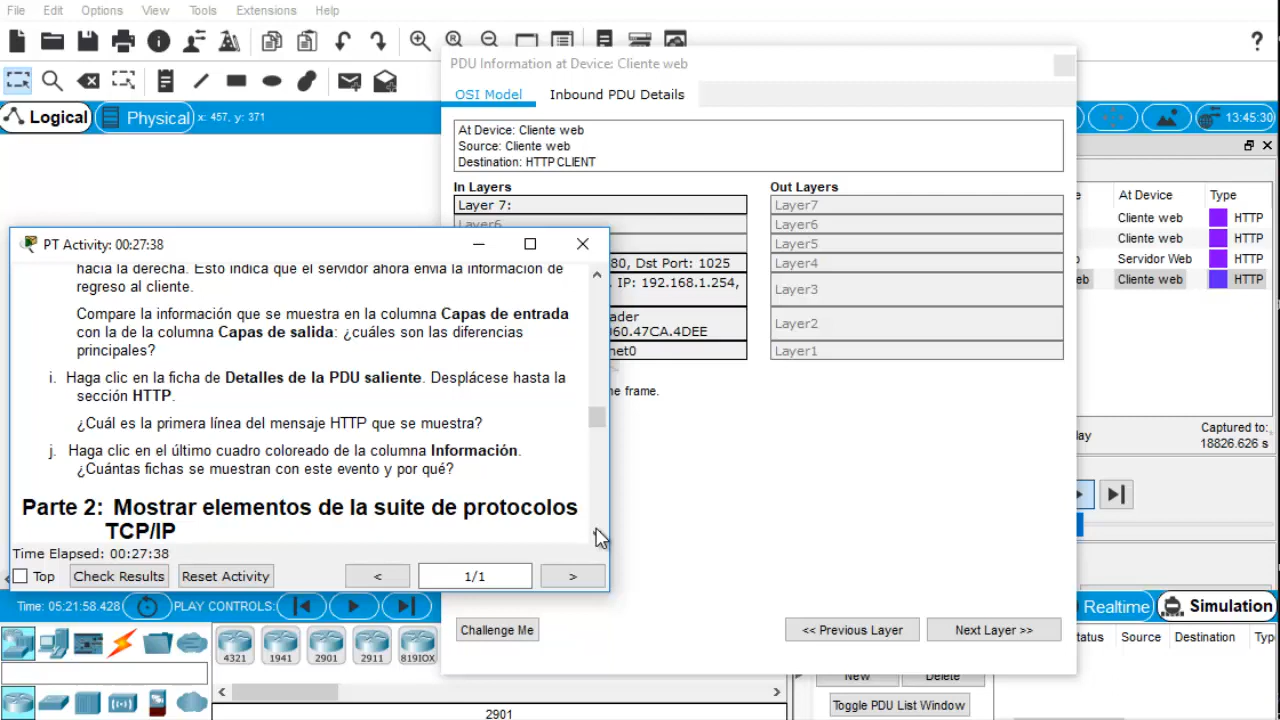 File Edit Options View Tools Extensions Help
?
Logical
Physical
x: 457, y: 371
13:45:30
PDU Information at Device: Cliente web
OSI Model
Inbound PDU Details
At Device: Cliente web
Source: Cliente web
Destination: HTTP CLIENT
In Layers
Out Layers
Layer 7:
Layer6
80, Dst Port: 1025
IP: 192.168.1.254,
ader
060.47CA.4DEE
net0
Layer7
Layer6
Layer5
Layer4
Layer3
Layer2
Layer1
ne frame.
Challenge Me
<< Previous Layer
Next Layer >>
At Device
Type
Cliente web
HTTP
Cliente web
HTTP
Servidor Web
HTTP
eb
Cliente web
HTTP
lay
Captured to:
18826.626 s
PT Activity: 00:27:38
hacia la derecha. Esto indica que el servidor ahora envía la información de
regreso al cliente.
Compare la información que se muestra en la columna Capas de entrada
con la de la columna Capas de salida: ¿cuáles son las diferencias
principales?
i. Haga clic en la ficha de Detalles de la PDU saliente. Desplácese hasta la
sección HTTP.
¿Cuál es la primera línea del mensaje HTTP que se muestra?
j. Haga clic en el último cuadro coloreado de la columna Información.
¿Cuántas fichas se muestran con este evento y por qué?
Parte 2: Mostrar elementos de la suite de protocolos
TCP/IP
Time Elapsed: 00:27:38
Top
Check Results
Reset Activity
<
1/1
>
Time: 05:21:58.428
PLAY CONTROLS:
Realtime
Simulation
4321
1941
2901
2911
819IOX
<
>
2901
New
Delete
Toggle PDU List Window
tatus
Source
Destination
Typ